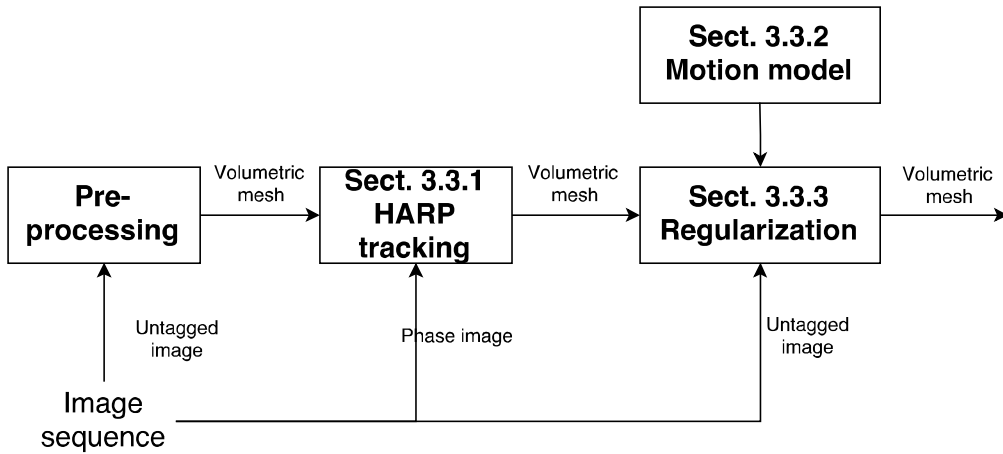 Sect. 3.3.2
Motion model
Pre-
processing
Volumetric
mesh
Sect. 3.3.1
HARP
tracking
Volumetric
mesh
Sect. 3.3.3
Regularization
Volumetric
mesh
Untagged
image
Phase image
Untagged
image
Image
sequence